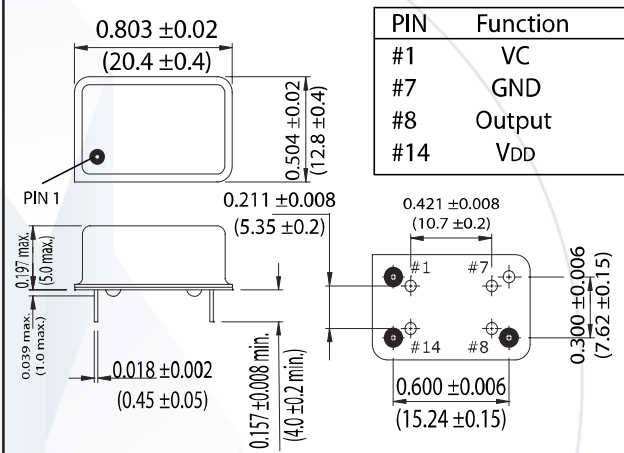 0.803 ±0.02
(20.4 ±0.4)
0.504 ±0.02
(12.8 ±0.4)
PIN 1
PIN Function
#1 VC
#7 GND
#8 Output
#14 VDD
0.211 ±0.008
(5.35 ±0.2)
0.197 max.
(5.0 max.)
0.039 max.
(1.0 max.)
0.018 ±0.002
(0.45 ±0.05)
0.157 ±0.008 min.
(4.0 ±0.2 min.)
0.421 ±0.008
(10.7 ±0.2)
#1 #7
#14 #8
0.300 ±0.006
(7.62 ±0.15)
0.600 ±0.006
(15.24 ±0.15)